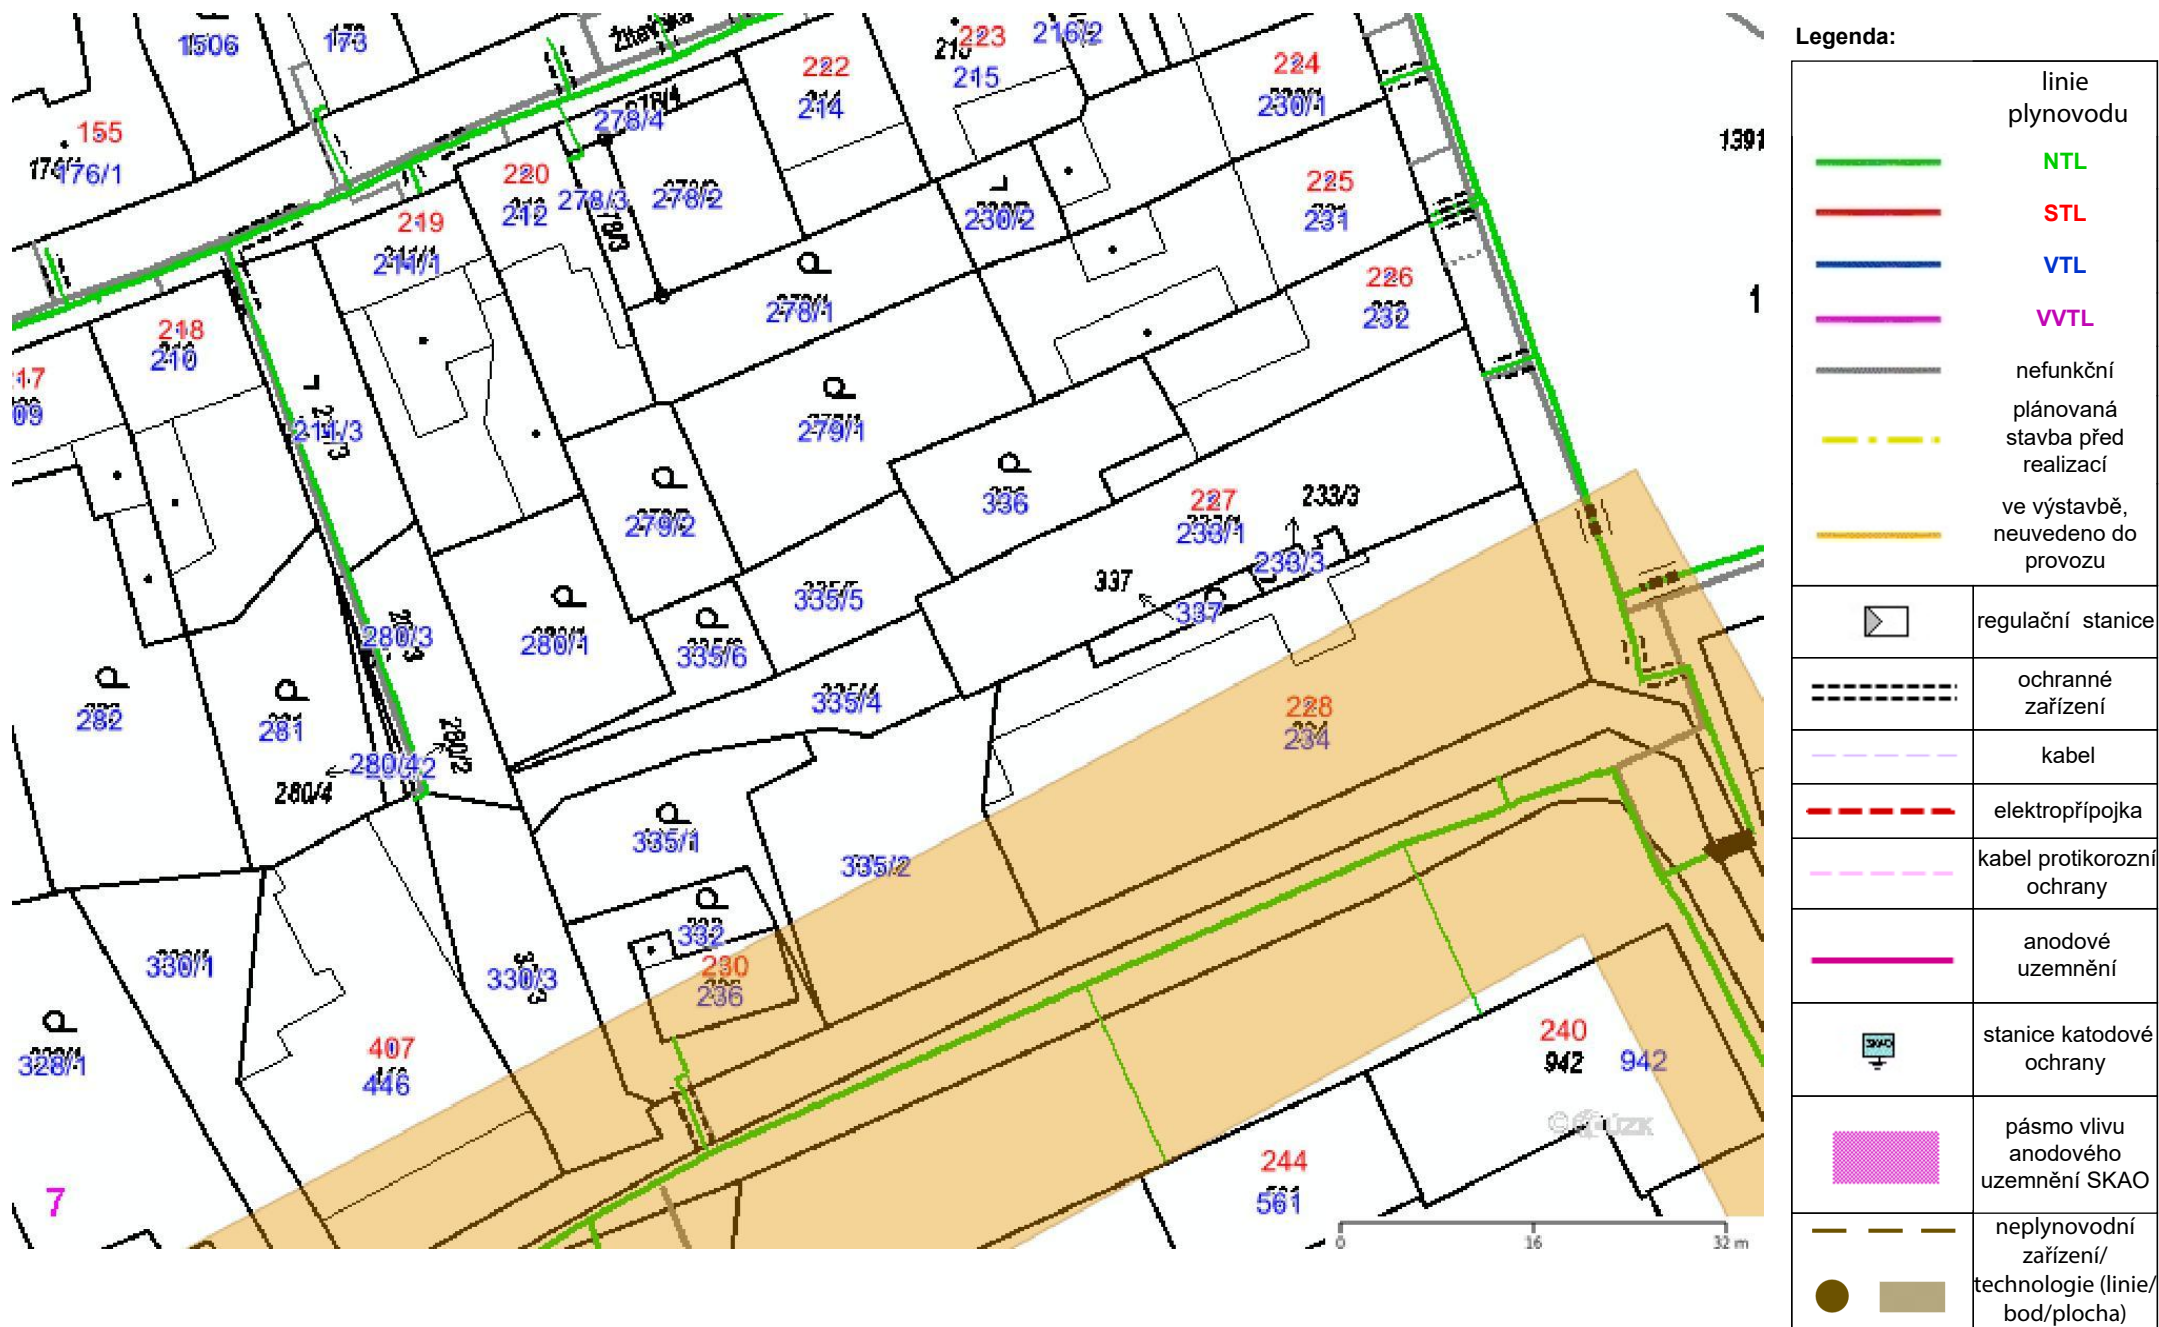 Legenda:
linie
plynovodu
NTL
STL
VTL
VVTL
nefunkční
plánovaná
stavba před
realizací
ve výstavbě,
neuvedeno do
provozu
regulační stanice
ochranné
zařízení
kabel
elektropřípojka
kabel protikorozní
ochrany
anodové
uzemnění
SKAO
stanice katodové
ochrany
pásmo vlivu
anodového
uzemnění SKAO
neplynovodní
zařízení/
technologie (linie/
bod/plocha)
1506
173
223
216/2
215
222
214
224
230/1
278/4
155
176/1
1391
220
212
278/3
278/2
225
231
230/2
219
211/1
226
232
278/1
1
218
210
17
09
211/3
279/1
336
279/2
227
233/1
233/3
233/3
337
337
335/5
280/3
280/1
335/6
335/4
228
234
282
281
280/2
280/4
280/4
335/1
335/2
332
230
236
330/1
330/3
328/1
407
446
240
942
942
244
561
7
0
16
32 m